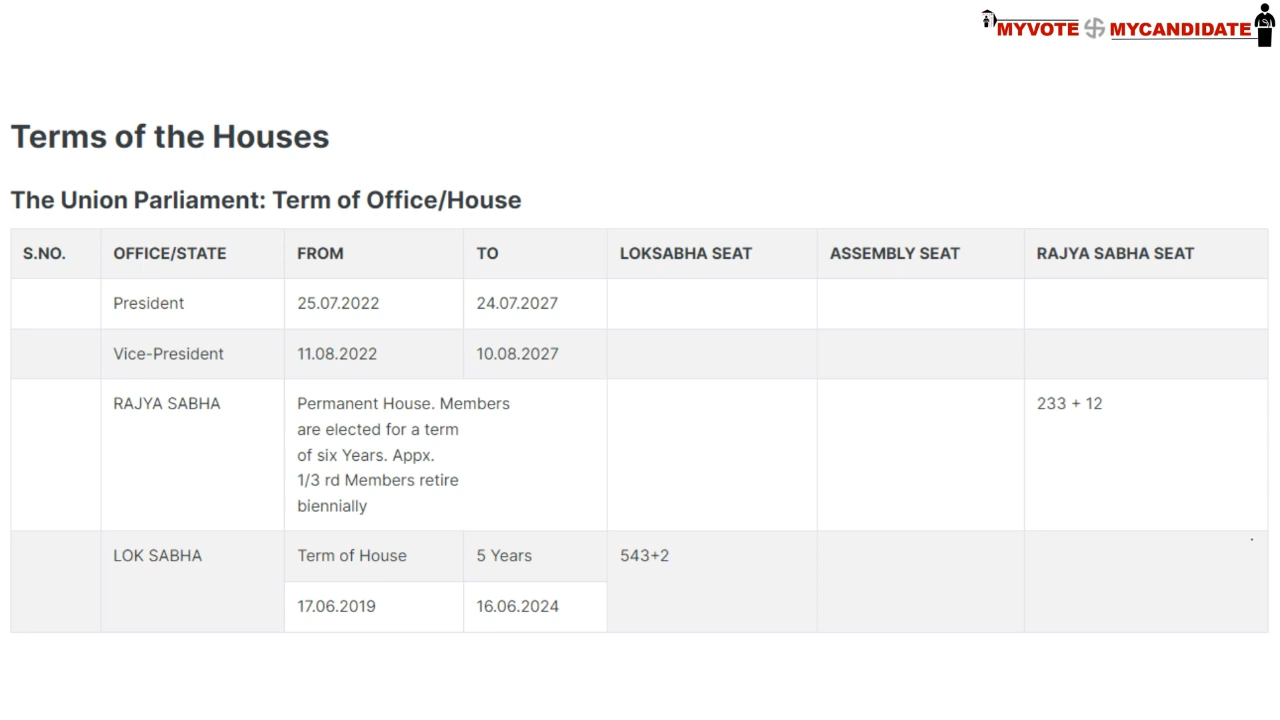 MYVOTE MYCANDIDATE
Terms of the Houses
The Union Parliament: Term of Office/House
S.NO. OFFICE/STATE FROM TO LOKSABHA SEAT ASSEMBLY SEAT RAJYA SABHA SEAT
President 25.07.2022 24.07.2027
Vice-President 11.08.2022 10.08.2027
RAJYA SABHA Permanent House. Members 233 + 12
are elected for a term
of six Years. Appx.
1/3 rd Members retire
biennially
LOK SABHA Term of House 5 Years 543+2
17.06.2019 16.06.2024